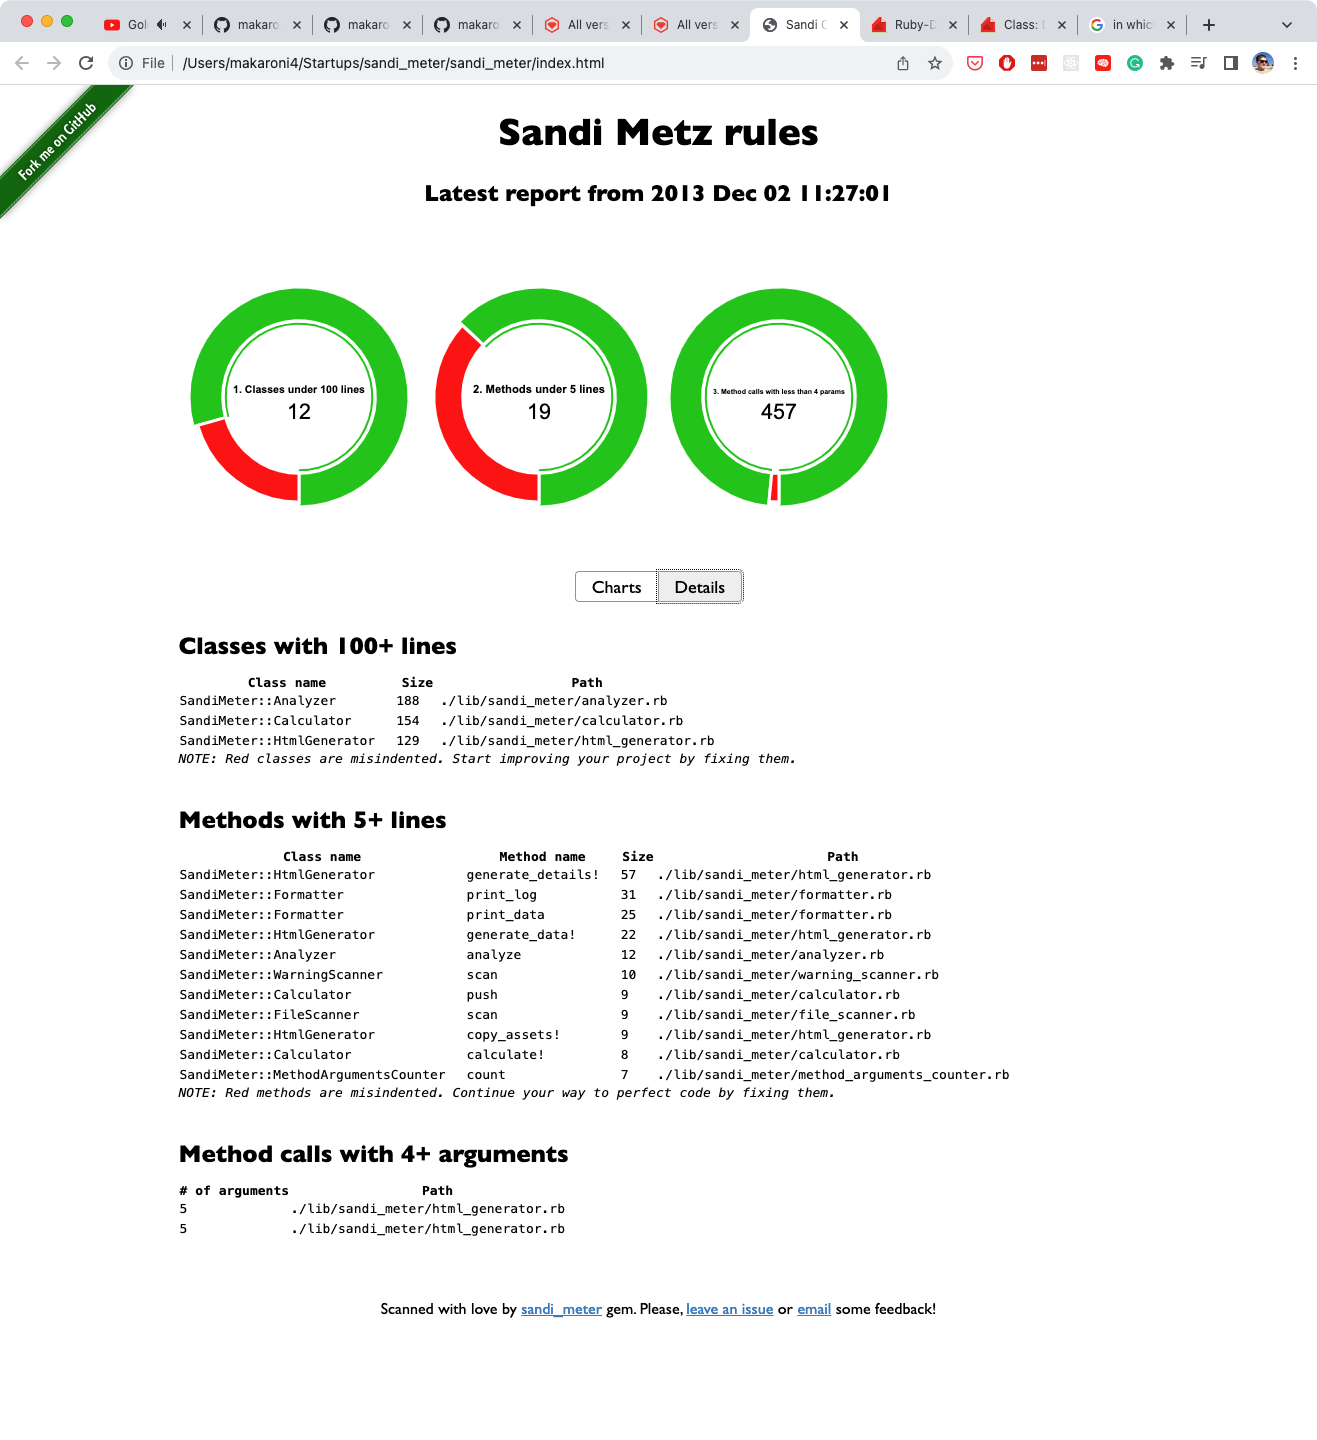 Gol
makaro
makaro
makaro
All vers
All vers
Sandi
Ruby-D
Class:
in whic
File
/Users/makaroni4/Startups/sandi_meter/sandi_meter/index.html
Fork me on GitHub
Sandi Metz rules
Latest report from 2013 Dec 02 11:27:01
1. Classes under 100 lines
12
2. Methods under 5 lines
19
3. Method calls with less than 4 params
457
Charts Details
Classes with 100+ lines
Class name Size Path
SandiMeter::Analyzer 188 ./lib/sandi_meter/analyzer.rb
SandiMeter::Calculator 154 ./lib/sandi_meter/calculator.rb
SandiMeter::HtmlGenerator 129 ./lib/sandi_meter/html_generator.rb
NOTE: Red classes are misindented. Start improving your project by fixing them.
Methods with 5+ lines
Class name Method name Size Path
SandiMeter::HtmlGenerator generate_details! 57 ./lib/sandi_meter/html_generator.rb
SandiMeter::Formatter print_log 31 ./lib/sandi_meter/formatter.rb
SandiMeter::Formatter print_data 25 ./lib/sandi_meter/formatter.rb
SandiMeter::HtmlGenerator generate_data! 22 ./lib/sandi_meter/html_generator.rb
SandiMeter::Analyzer analyze 12 ./lib/sandi_meter/analyzer.rb
SandiMeter::WarningScanner scan 10 ./lib/sandi_meter/warning_scanner.rb
SandiMeter::Calculator push 9 ./lib/sandi_meter/calculator.rb
SandiMeter::FileScanner scan 9 ./lib/sandi_meter/file_scanner.rb
SandiMeter::HtmlGenerator copy_assets! 9 ./lib/sandi_meter/html_generator.rb
SandiMeter::Calculator calculate! 8 ./lib/sandi_meter/calculator.rb
SandiMeter::MethodArgumentsCounter count 7 ./lib/sandi_meter/method_arguments_counter.rb
NOTE: Red methods are misindented. Continue your way to perfect code by fixing them.
Method calls with 4+ arguments
# of arguments Path
5 ./lib/sandi_meter/html_generator.rb
5 ./lib/sandi_meter/html_generator.rb
Scanned with love by sandi_meter gem. Please, leave an issue or email some feedback!